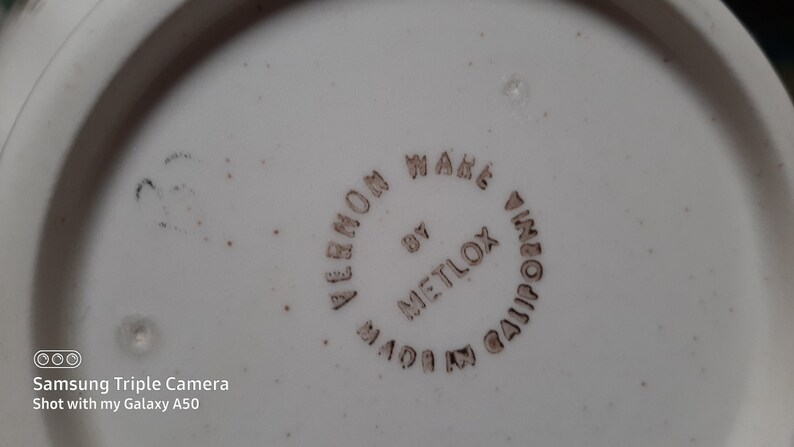 VERNON WARE
BY
METLOX
MADE IN CALIFORNIA
Samsung Triple Camera
Shot with my Galaxy A50